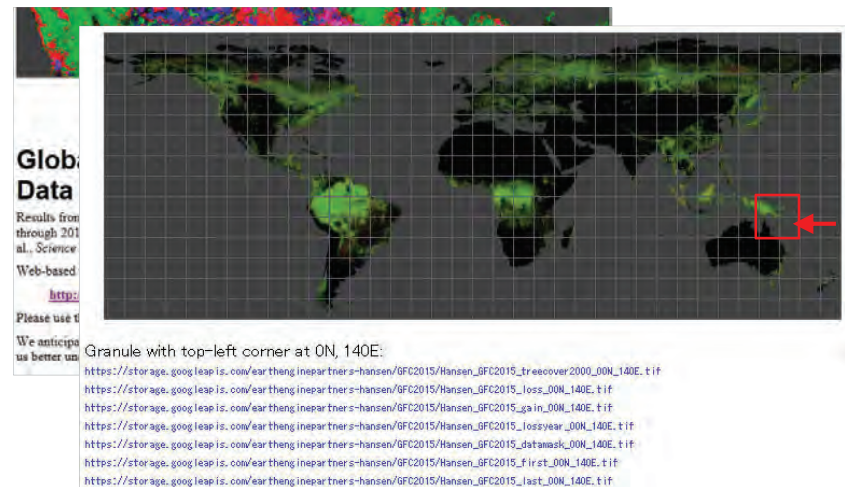 Globa
Data
Results from
through 201
al., Science
Web-based
http:
Please use t
We anticipa
us better un
Granule with top-left corner at 0N, 140E:
https://storage.googleapis.com/earthenginepartners-hansen/GFC2015/Hansen_GFC2015_treecover2000_00N_140E.tif
https://storage.googleapis.com/earthenginepartners-hansen/GFC2015/Hansen_GFC2015_loss_00N_140E.tif
https://storage.googleapis.com/earthenginepartners-hansen/GFC2015/Hansen_GFC2015_gain_00N_140E.tif
https://storage.googleapis.com/earthenginepartners-hansen/GFC2015/Hansen_GFC2015_lossyear_00N_140E.tif
https://storage.googleapis.com/earthenginepartners-hansen/GFC2015/Hansen_GFC2015_datamask_00N_140E.tif
https://storage.googleapis.com/earthenginepartners-hansen/GFC2015/Hansen_GFC2015_first_00N_140E.tif
https://storage.googleapis.com/earthenginepartners-hansen/GFC2015/Hansen_GFC2015_last_00N_140E.tif